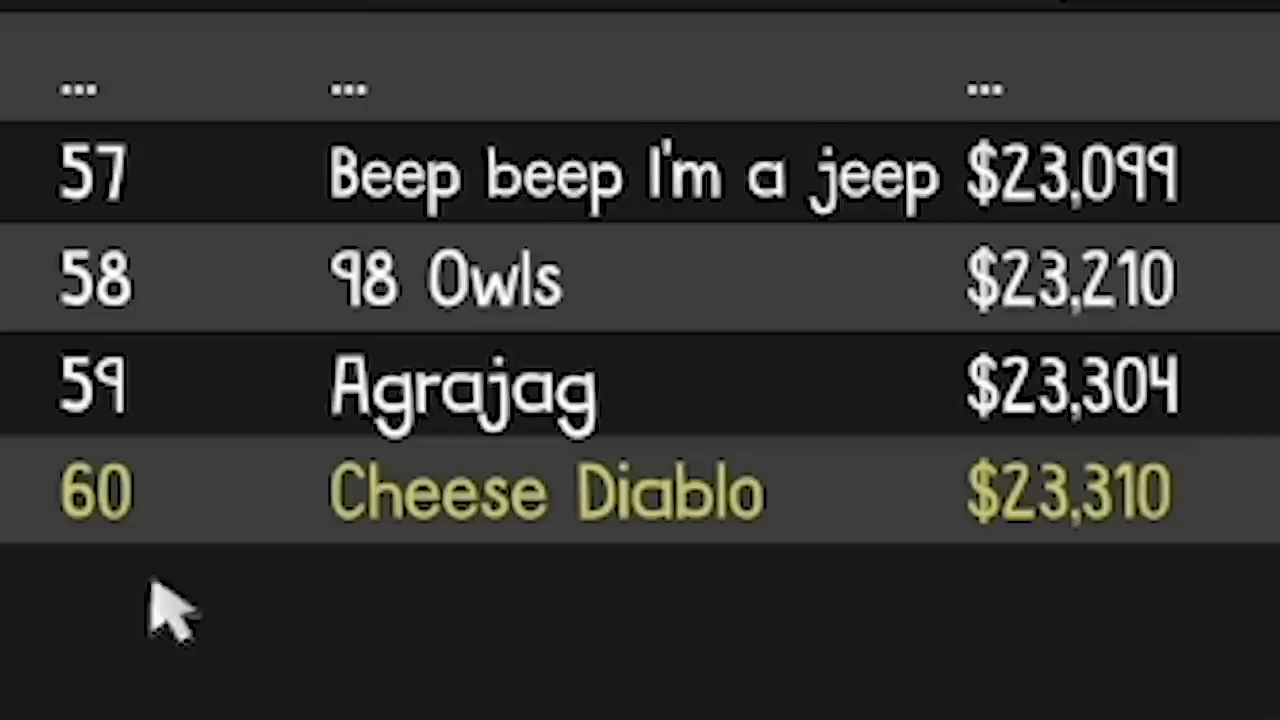 ... ... ...
57 Beep beep I'm a jeep $23,099
58 98 Owls $23,210
59 Agrajag $23,304
60 Cheese Diablo $23,310